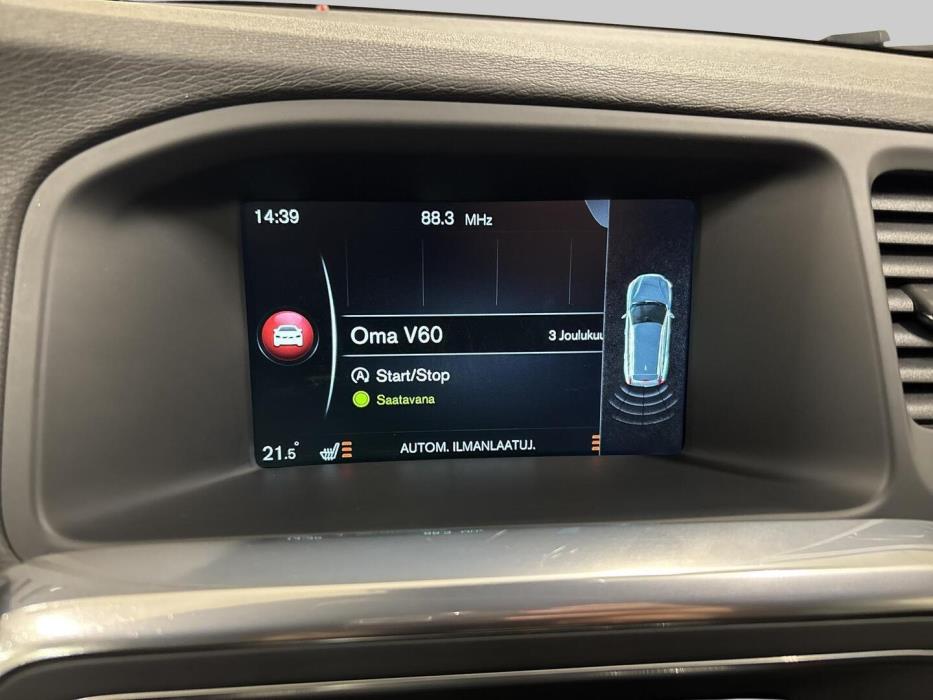 14:39
88.3 MHz
Oma V60
3 Joulukuu
Start/Stop
Saatavana
21.5°
AUTOM. ILMANLAATUJ.